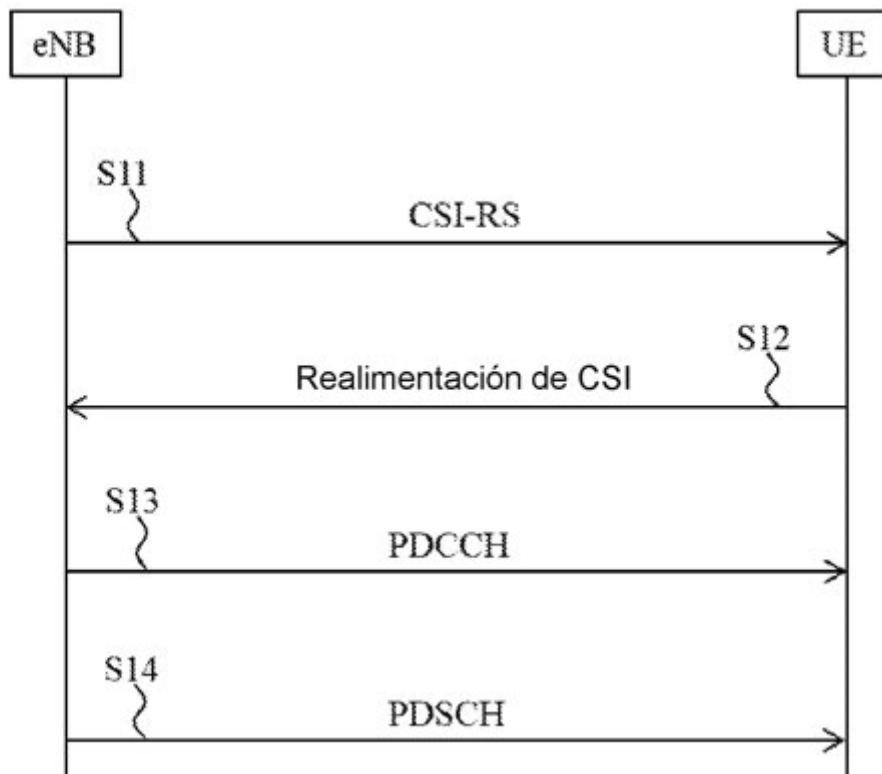 eNB
UE
S11
CSI-RS
S12
Realimentación de CSI
S13
PDCCH
S14
PDSCH